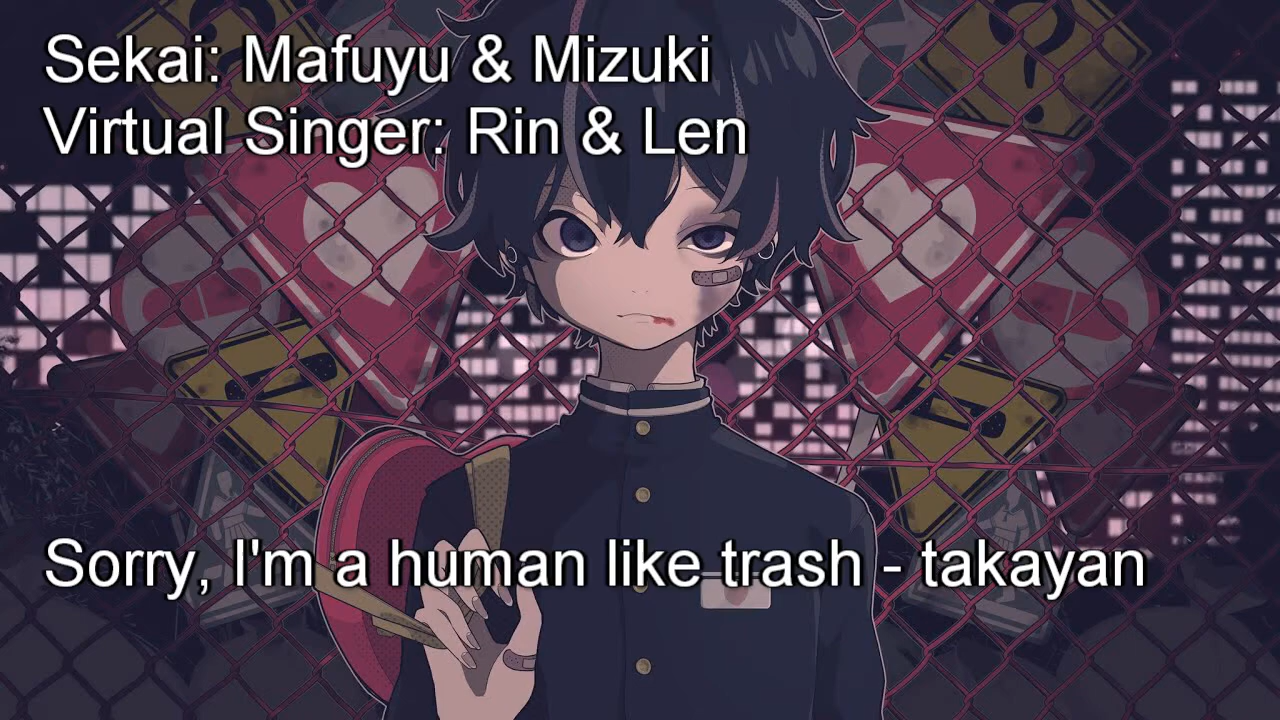 Sekai: Mafuyu & Mizuki
Virtual Singer: Rin & Len
Sorry, I'm a human like trash - takayan